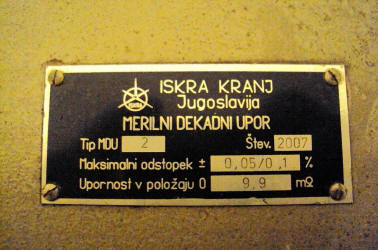 ISKRA KRANJ
Jugoslavija
MERILNI DEKADNI UPOR
Tip MDU 2 Štev. 2007
Maksimalni odstopek ± 0,05/0,1 %
Upornost v položaju 0 9,9 mΩ